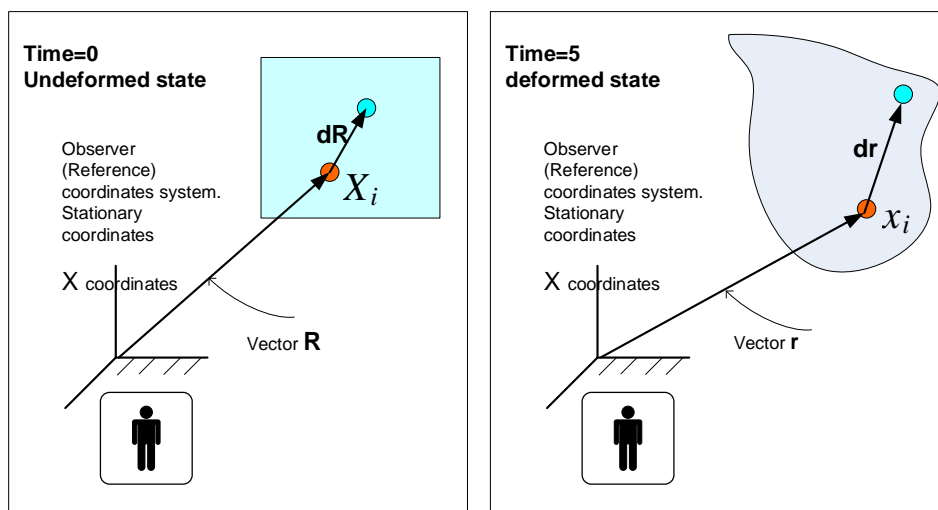 Time=0
Undeformed state
Observer
(Reference)
coordinates system.
Stationary
coordinates
X coordinates
dR
X_i
Vector R
Time=5
deformed state
Observer
(Reference)
coordinates system.
Stationary
coordinates
X coordinates
dr
x_i
Vector r